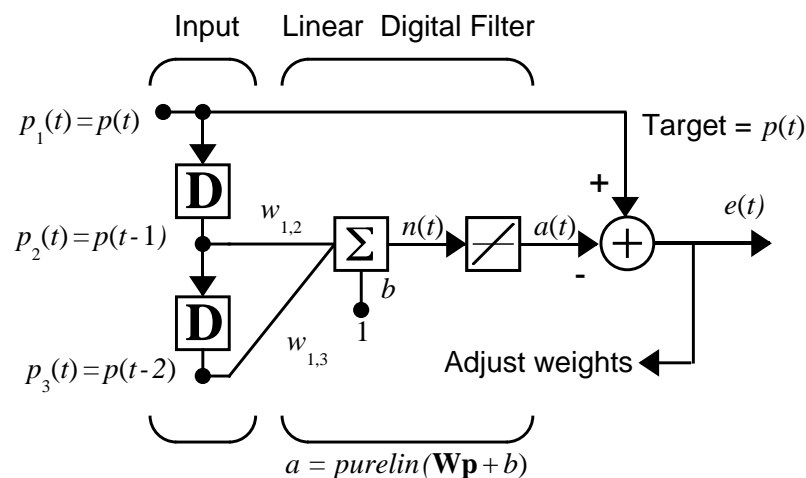 Input
Linear Digital Filter
p₁(t) = p(t)
Target = p(t)
D
+
e(t)
w₁,₂
n(t)
a(t)
p₂(t) = p(t - 1)
Σ
+
-
b
D
1
w₁,₃
p₃(t) = p(t - 2)
Adjust weights
a = purelin(Wp + b)